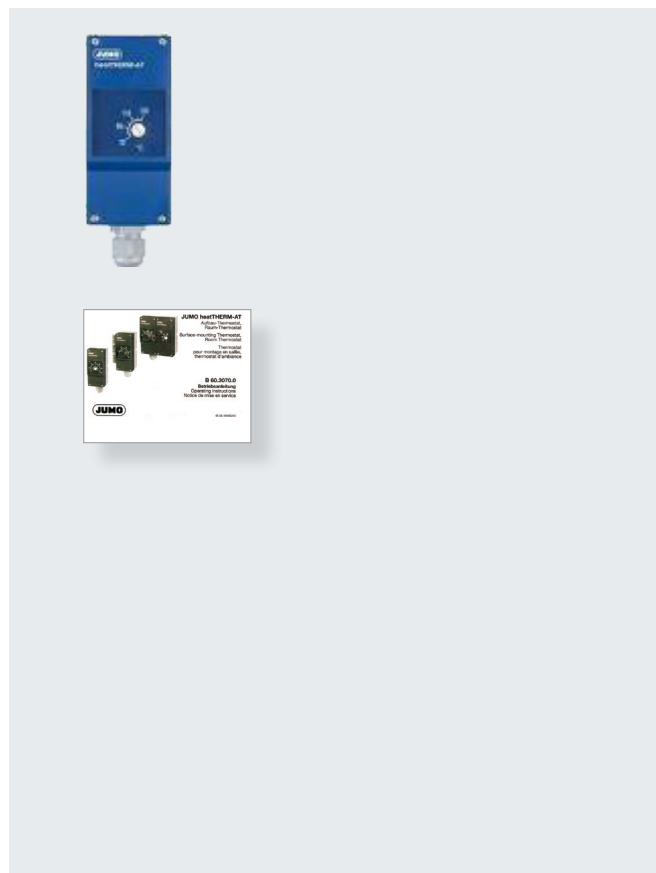 JUMO
heatTHERM-AT
°C
JUMO heatTHERM-AT
Aufbau-Thermostat,
Raum-Thermostat
Surface-mounting Thermostat,
Room Thermostat
Thermostat
pour montage en saillie,
thermostat d'ambiance
B 60.3070.0
Betriebsanleitung
Operating Instructions
Notice de mise en service
JUMO